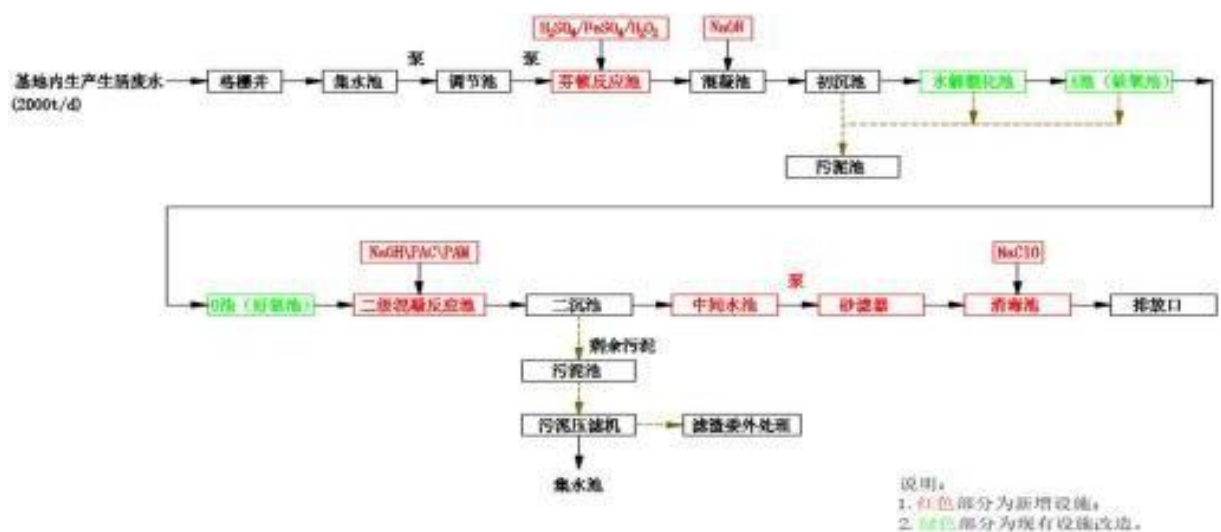 H₂SO₄/FeSO₄/H₂O₂
NaOH
泵
泵
基地内生产生活废水
(2000t/d)
格栅井
集水池
调节池
芬顿反应池
混凝池
初沉池
水解酸化池
A池（缺氧池）
污泥池
NaOH\PAC\PAM
NaClO
泵
O池（好氧池）
二级混凝反应池
二沉池
中间水池
砂滤器
消毒池
排放口
剩余污泥
污泥池
污泥压滤机
滤渣委外处理
集水池
说明：
1. 红色部分为新增设施；
2. 绿色部分为现有设施改造。